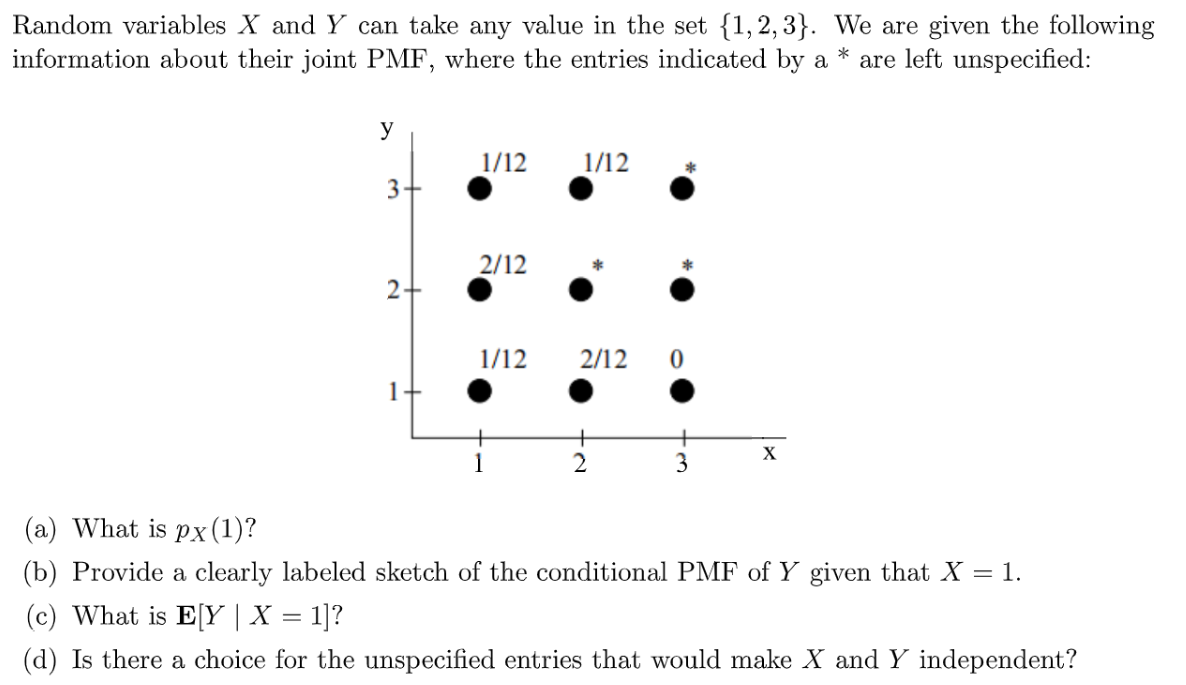 Random variables X and Y can take any value in the set {1, 2, 3}. We are given the following
information about their joint PMF, where the entries indicated by a * are left unspecified:
y
1/12 1/12 *
3
2/12 * *
2
1/12 2/12 0
1
1 2 3 x
(a) What is p_X(1)?
(b) Provide a clearly labeled sketch of the conditional PMF of Y given that X = 1.
(c) What is E[Y | X = 1]?
(d) Is there a choice for the unspecified entries that would make X and Y independent?